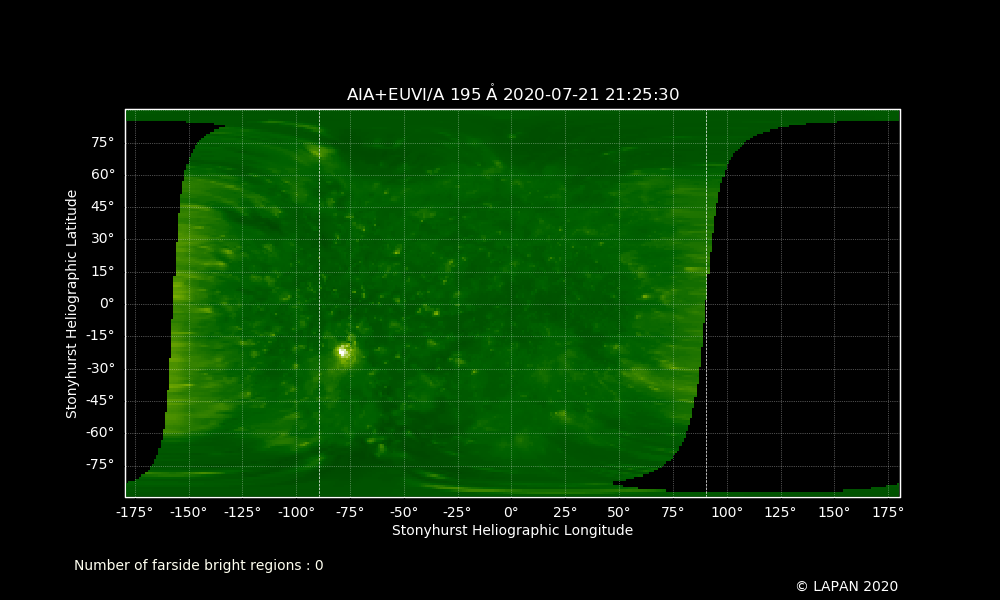 AIA+EUVI/A 195 Å 2020-07-21 21:25:30
Stonyhurst Heliographic Latitude
75°
60°
45°
30°
15°
0°
-15°
-30°
-45°
-60°
-75°
-175° -150° -125° -100° -75° -50° -25° 0° 25° 50° 75° 100° 125° 150° 175°
Stonyhurst Heliographic Longitude
Number of farside bright regions : 0
© LAPAN 2020